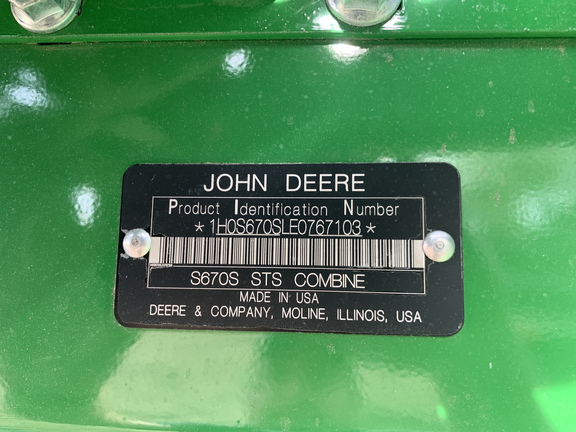 JOHN DEERE
Product Identification Number
*1H0S670SLE0767103*
S670S STS COMBINE
MADE IN USA
DEERE & COMPANY, MOLINE, ILLINOIS, USA